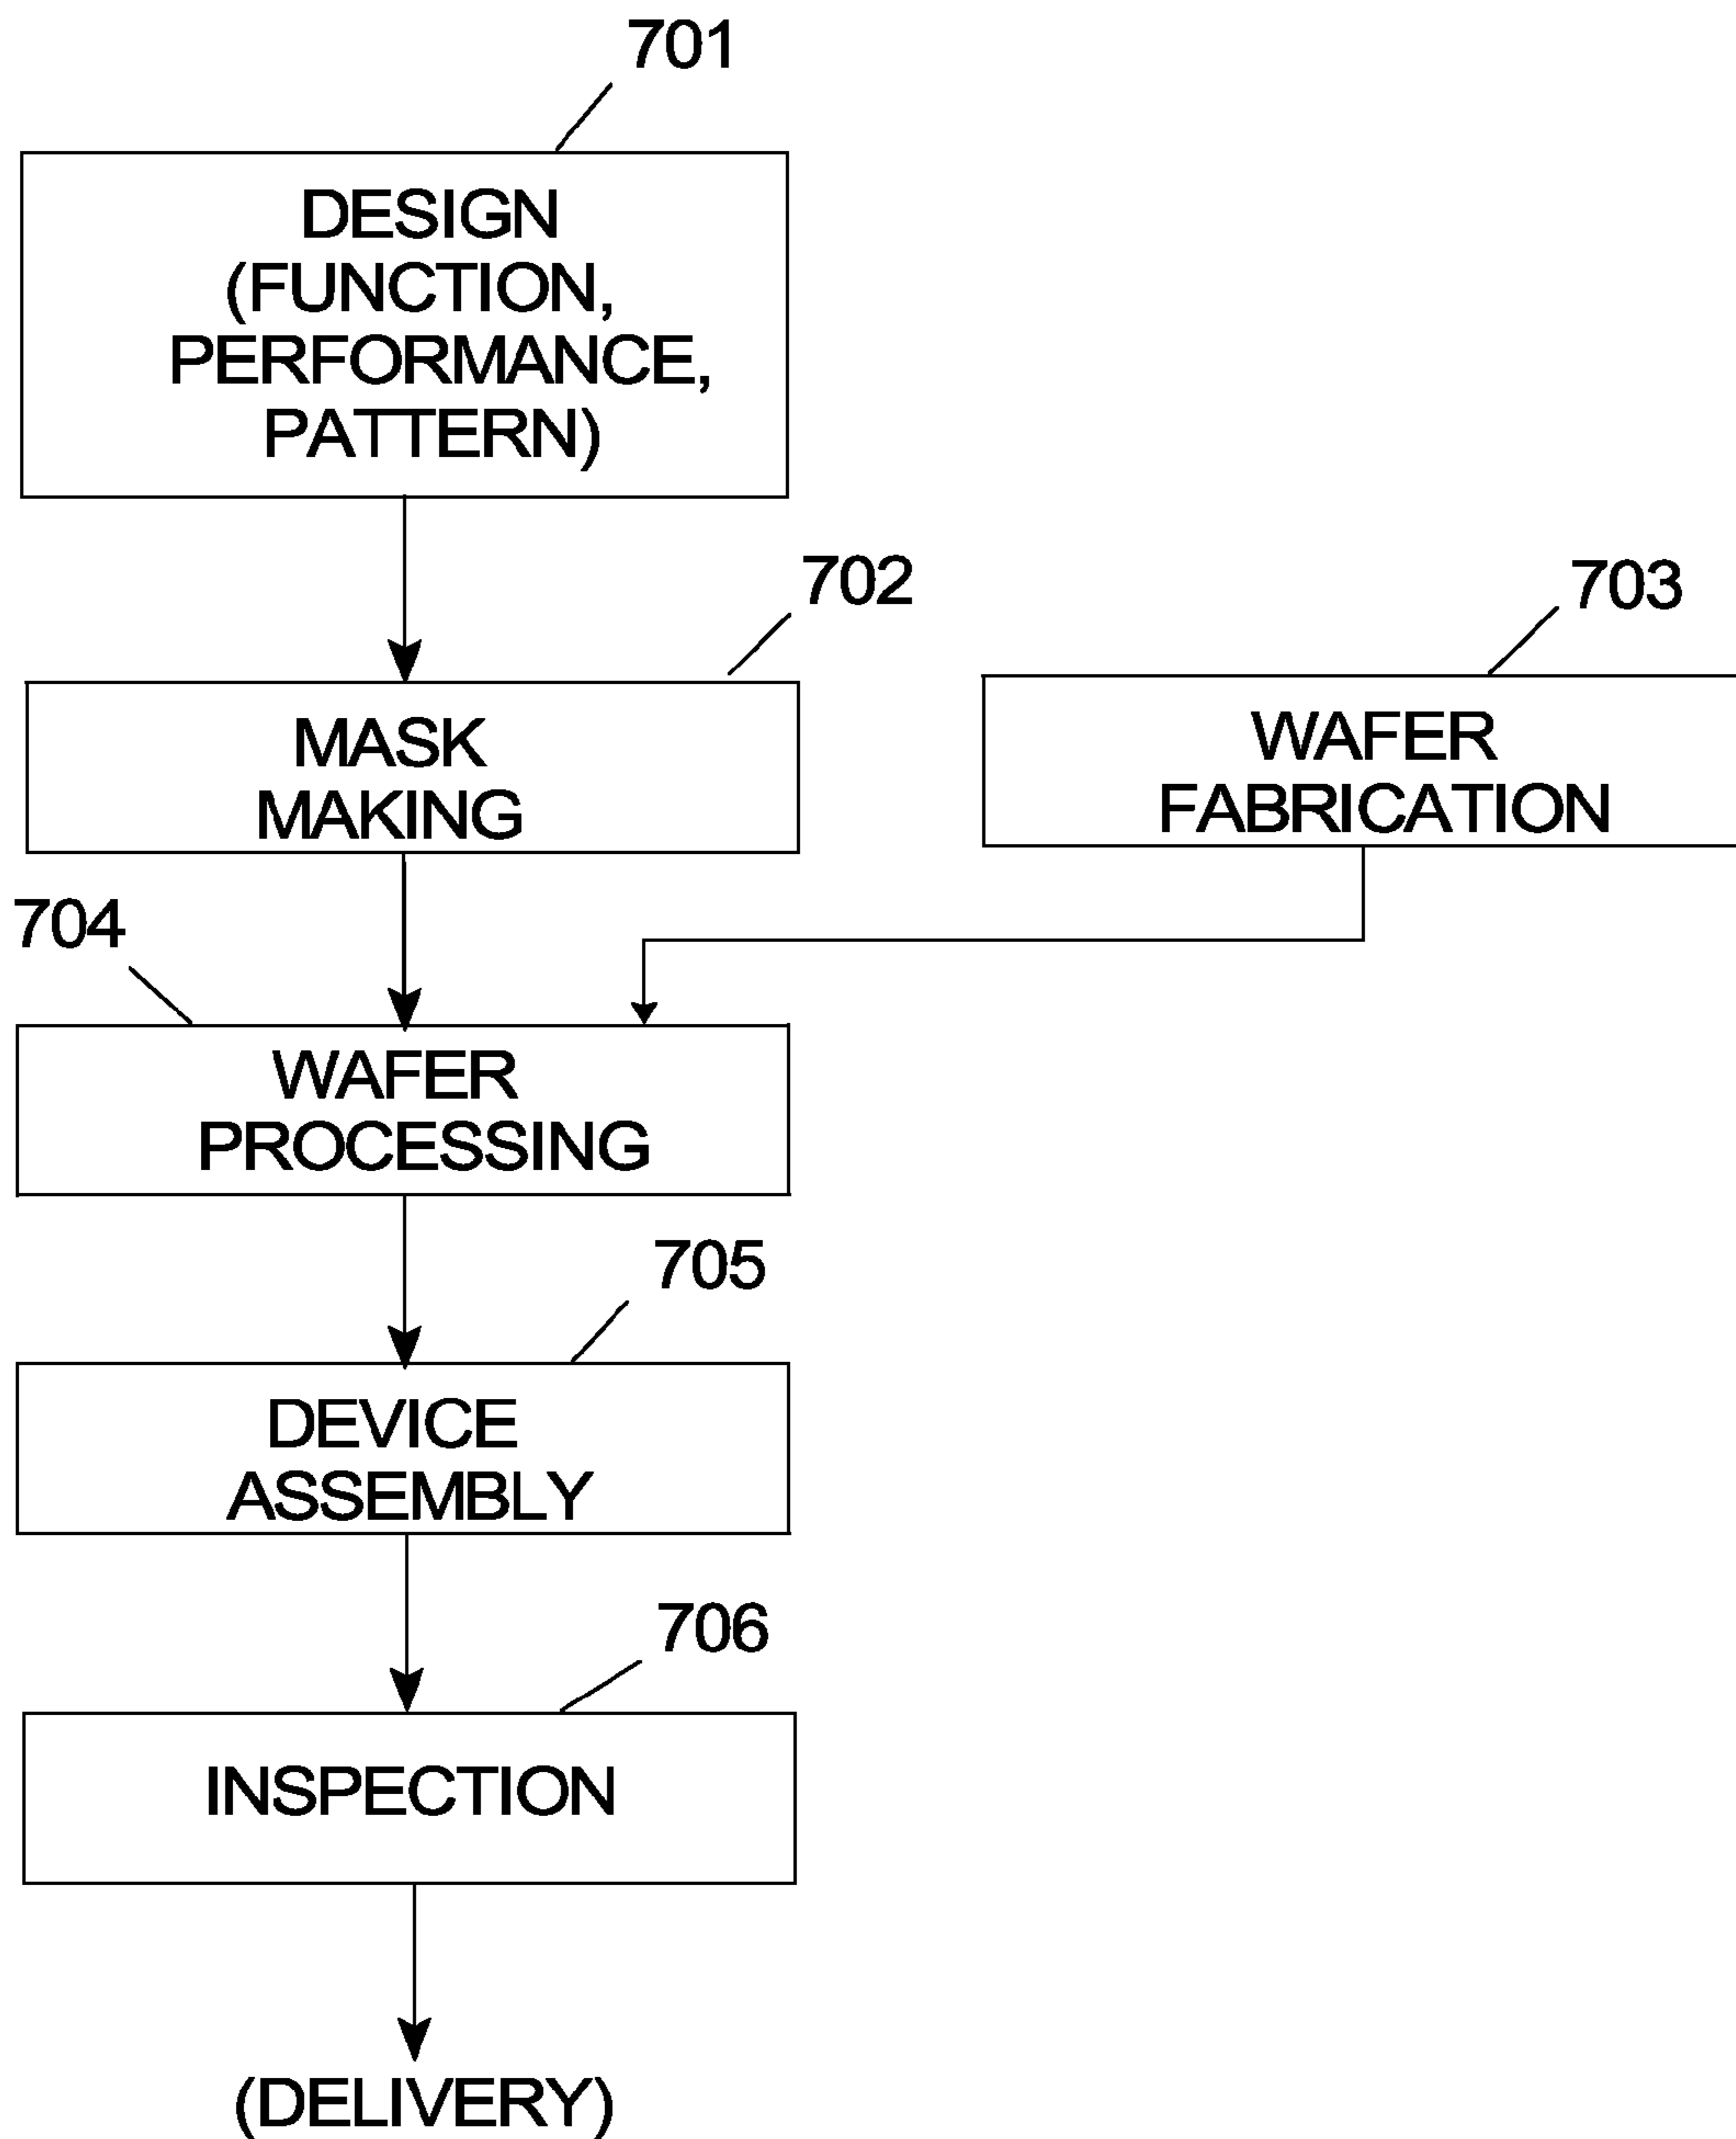 701
DESIGN
(FUNCTION,
PERFORMANCE,
PATTERN)
702
703
MASK
MAKING
WAFER
FABRICATION
704
WAFER
PROCESSING
705
DEVICE
ASSEMBLY
706
INSPECTION
(DELIVERY)